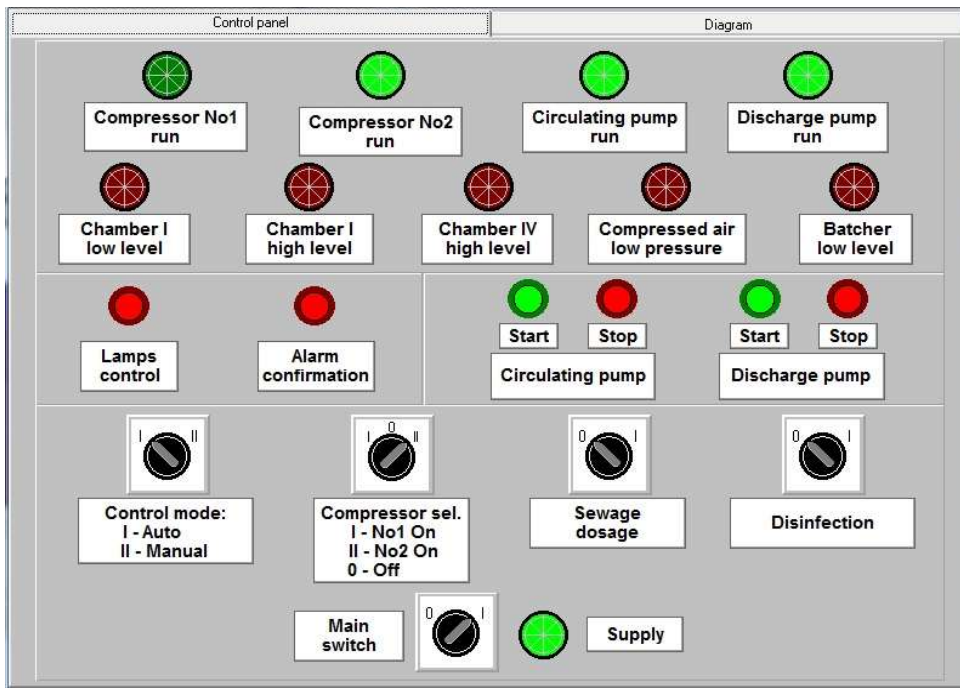 Control panel
Diagram
Compressor No1
run
Compressor No2
run
Circulating pump
run
Discharge pump
run
Chamber I
low level
Chamber I
high level
Chamber IV
high level
Compressed air
low pressure
Batcher
low level
Lamps
control
Alarm
confirmation
Start
Stop
Circulating pump
Start
Stop
Discharge pump
I II
Control mode:
I - Auto
II - Manual
I 0 II
Compressor sel.
I - No1 On
II - No2 On
0 - Off
0 I
Sewage
dosage
0 I
Disinfection
Main
switch
0 I
Supply